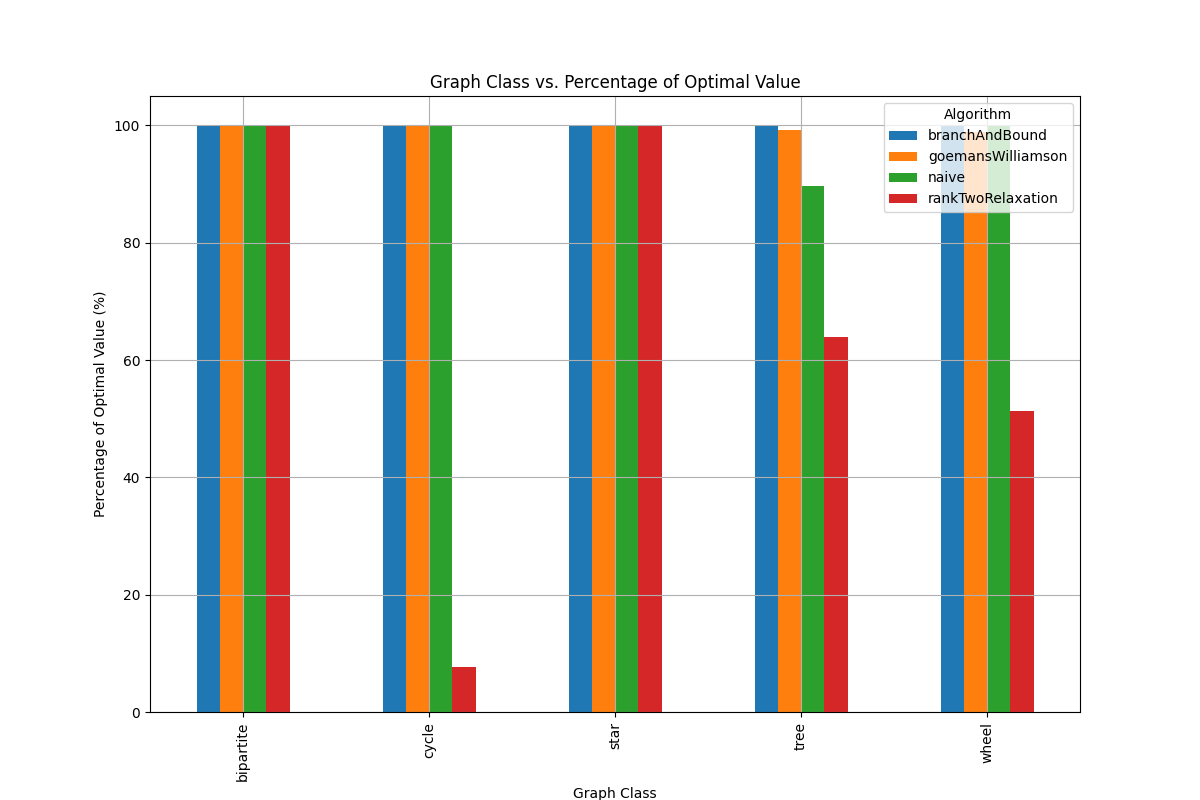 Graph Class vs. Percentage of Optimal Value
Algorithm
branchAndBound
goemansWilliamson
naive
rankTwoRelaxation
Percentage of Optimal Value (%)
100
80
60
40
20
0
bipartite
cycle
star
tree
wheel
Graph Class